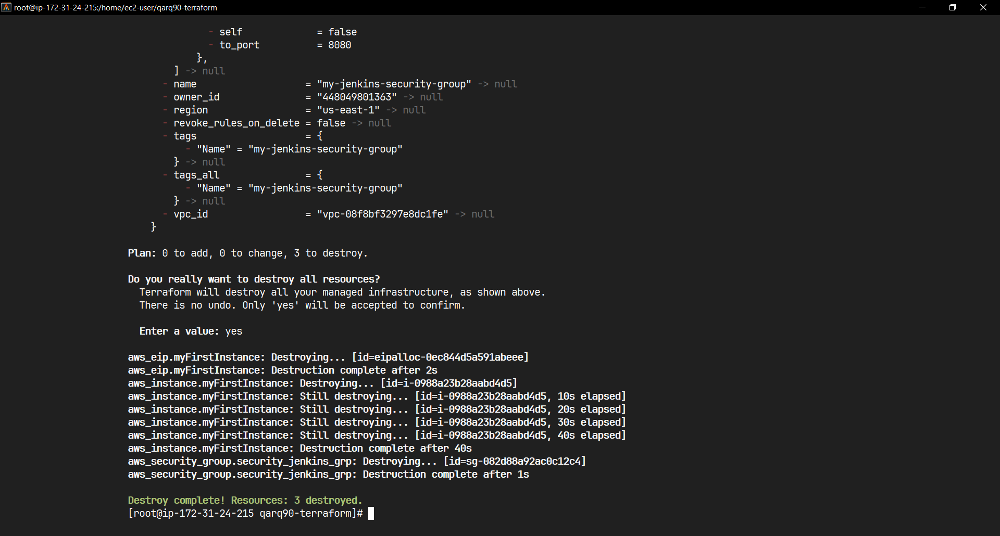 root@ip-172-31-24-215:/home/ec2-user/qarq90-terraform
- self = false
- to_port = 8080
},
] -> null
- name = "my-jenkins-security-group" -> null
- owner_id = "448049801363" -> null
- region = "us-east-1" -> null
- revoke_rules_on_delete = false -> null
- tags = {
- "Name" = "my-jenkins-security-group"
} -> null
- tags_all = {
- "Name" = "my-jenkins-security-group"
} -> null
- vpc_id = "vpc-08f8bf3297e8dc1fe" -> null
}
Plan: 0 to add, 0 to change, 3 to destroy.
Do you really want to destroy all resources?
Terraform will destroy all your managed infrastructure, as shown above.
There is no undo. Only 'yes' will be accepted to confirm.
Enter a value: yes
aws_eip.myFirstInstance: Destroying... [id=eipalloc-0ec844d5a591abeee]
aws_eip.myFirstInstance: Destruction complete after 2s
aws_instance.myFirstInstance: Destroying... [id=i-0988a23b28aabd4d5]
aws_instance.myFirstInstance: Still destroying... [id=i-0988a23b28aabd4d5, 10s elapsed]
aws_instance.myFirstInstance: Still destroying... [id=i-0988a23b28aabd4d5, 20s elapsed]
aws_instance.myFirstInstance: Still destroying... [id=i-0988a23b28aabd4d5, 30s elapsed]
aws_instance.myFirstInstance: Still destroying... [id=i-0988a23b28aabd4d5, 40s elapsed]
aws_instance.myFirstInstance: Destruction complete after 40s
aws_security_group.security_jenkins_grp: Destroying... [id=sg-082d88a92ac0c12c4]
aws_security_group.security_jenkins_grp: Destruction complete after 1s
Destroy complete! Resources: 3 destroyed.
[root@ip-172-31-24-215 qarq90-terraform]#